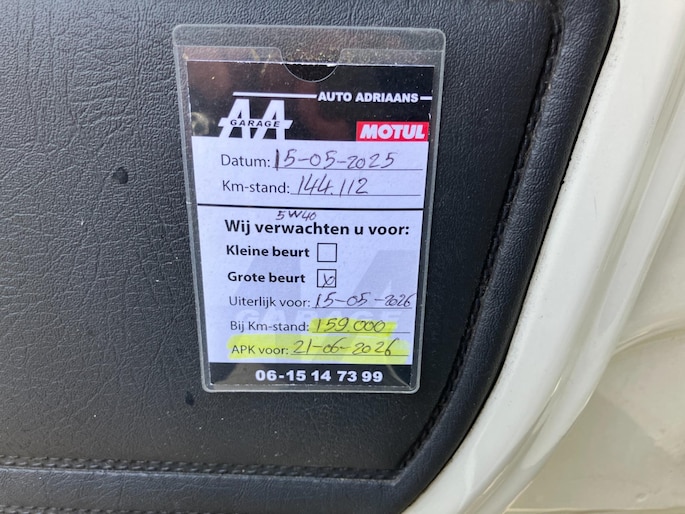 AUTO ADRIAANS
AA
GARAGE
MOTUL
Datum: 15-05-2025
Km-stand: 144.112
5W40
Wij verwachten u voor:
Kleine beurt
Grote beurt
Uiterlijk voor: 15-05-2026
Bij Km-stand: 159.000
APK voor: 21-06-2026
06-15 14 73 99